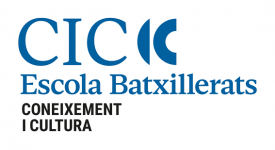 CIC
Escola Batxillerats
CONEIXEMENT
I CULTURA